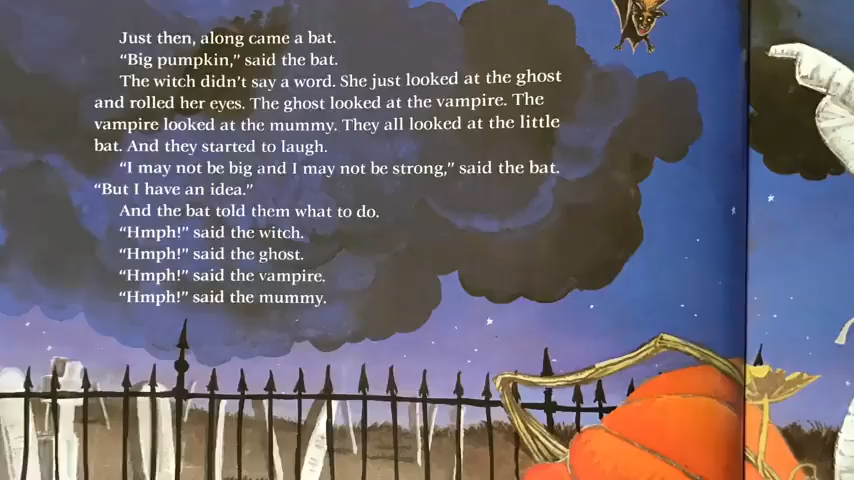 Just then, along came a bat.
“Big pumpkin,” said the bat.
The witch didn’t say a word. She just looked at the ghost
and rolled her eyes. The ghost looked at the vampire. The
vampire looked at the mummy. They all looked at the little
bat. And they started to laugh.
“I may not be big and I may not be strong,” said the bat.
“But I have an idea.”
And the bat told them what to do.
“Hmph!” said the witch.
“Hmph!” said the ghost.
“Hmph!” said the vampire.
“Hmph!” said the mummy.